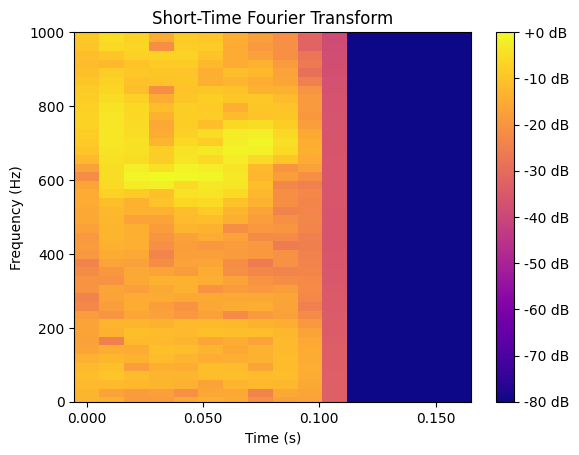 Short-Time Fourier Transform
Frequency (Hz)
1000
800
600
400
200
0
0.000
0.050
0.100
0.150
Time (s)
+0 dB
-10 dB
-20 dB
-30 dB
-40 dB
-50 dB
-60 dB
-70 dB
-80 dB